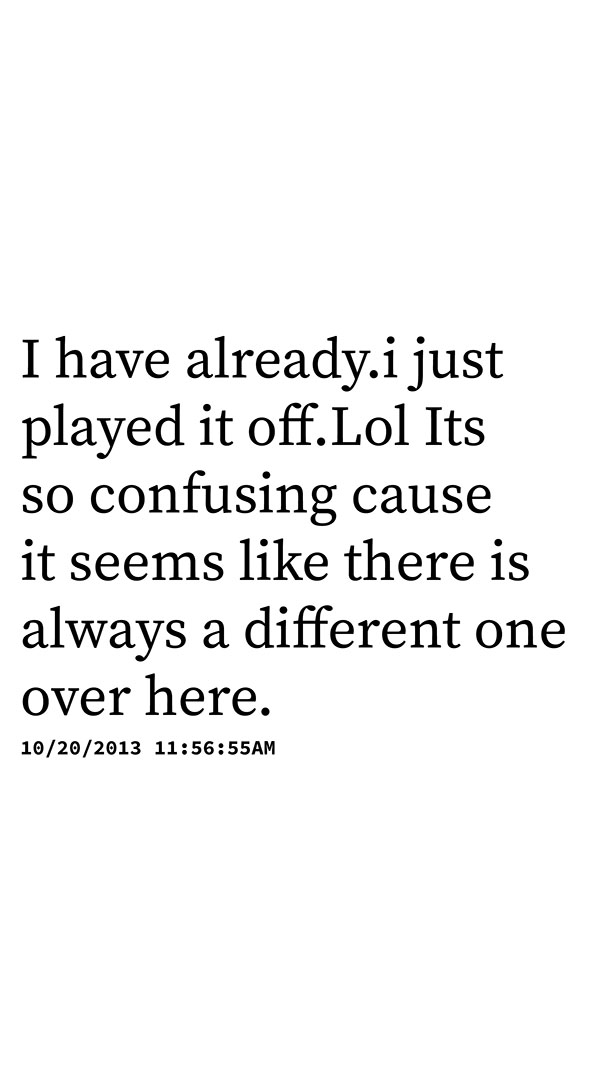 I have already.i just
played it off.Lol Its
so confusing cause
it seems like there is
always a different one
over here.
10/20/2013 11:56:55AM